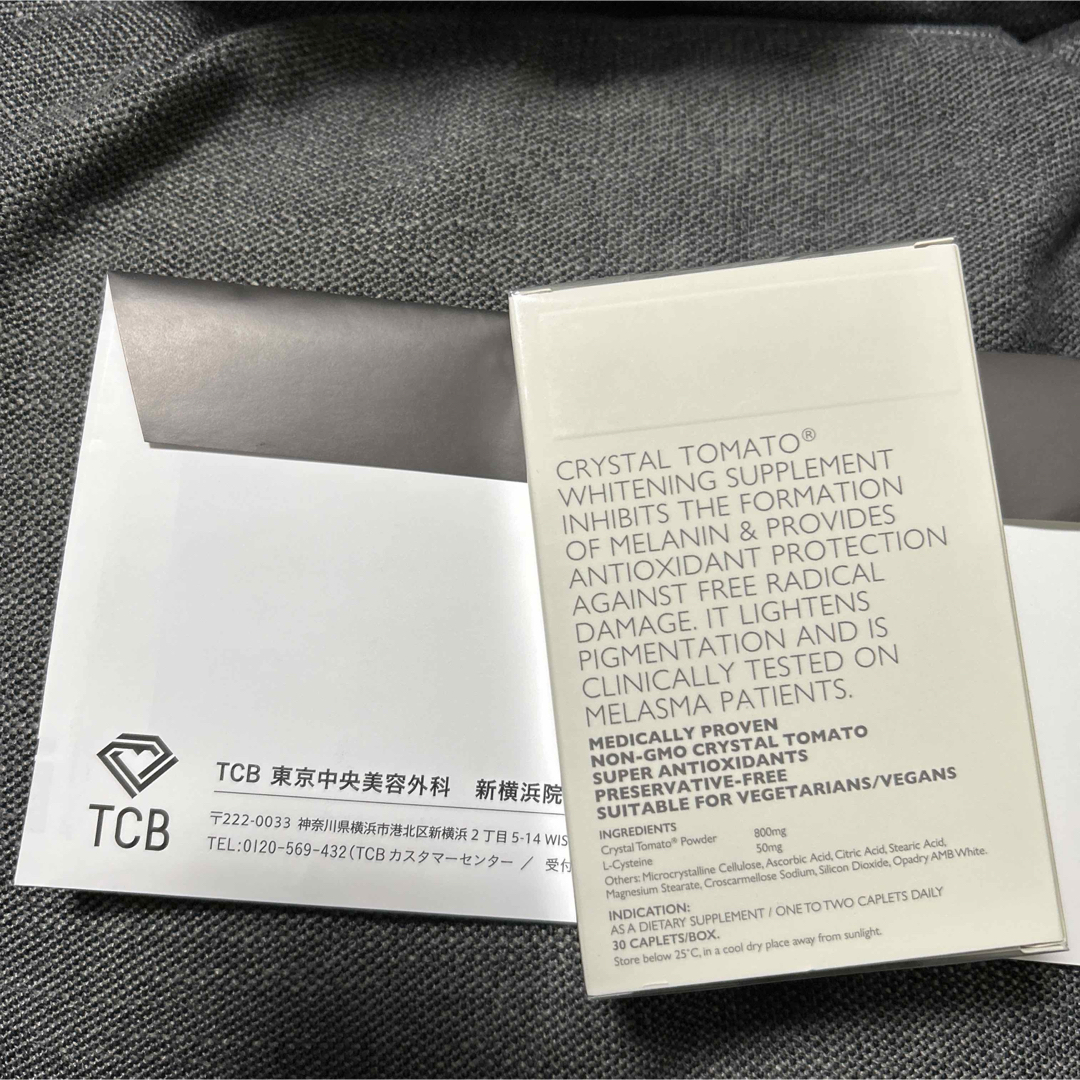 TCB
TCB 東京中央美容外科 新横浜院
〒222-0033 神奈川県横浜市港北区新横浜2丁目5-14 WIS
TEL:0120-569-432(TCBカスタマーセンター / 受付
CRYSTAL TOMATO®
WHITENING SUPPLEMENT
INHIBITS THE FORMATION
OF MELANIN & PROVIDES
ANTIOXIDANT PROTECTION
AGAINST FREE RADICAL
DAMAGE. IT LIGHTENS
PIGMENTATION AND IS
CLINICALLY TESTED ON
MELASMA PATIENTS.
MEDICALLY PROVEN
NON-GMO CRYSTAL TOMATO
SUPER ANTIOXIDANTS
PRESERVATIVE-FREE
SUITABLE FOR VEGETARIANS/VEGANS
INGREDIENTS
Crystal Tomato® Powder 800mg
L-Cysteine 50mg
Others: Microcrystalline Cellulose, Ascorbic Acid, Citric Acid, Stearic Acid,
Magnesium Stearate, Croscarmellose Sodium, Silicon Dioxide, Opadry AMB White.
INDICATION:
AS A DIETARY SUPPLEMENT / ONE TO TWO CAPLETS DAILY
30 CAPLETS/BOX.
Store below 25°C, in a cool dry place away from sunlight.